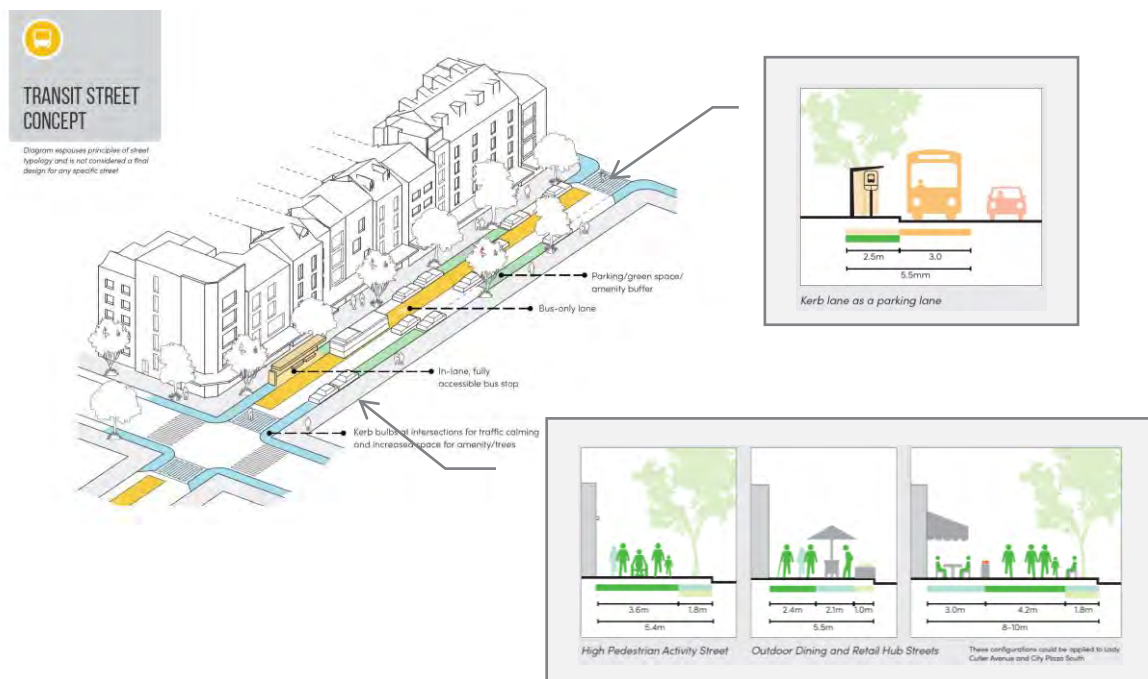 TRANSIT STREET
CONCEPT
Diagram espouses principles of street
typology and is not considered a final
design for any specific street
Parking/green space/
amenity buffer
Bus-only lane
In-lane, fully
accessible bus stop
Kerb bulbs at intersections for traffic calming
and increased space for amenity/trees
2.5m 3.0
5.5mm
Kerb lane as a parking lane
3.6m 1.8m
5.4m
High Pedestrian Activity Street
2.4m 2.1m 1.0m
5.5m
Outdoor Dining and Retail Hub Streets
3.0m 4.2m 1.8m
8-10m
These configurations could be applied to Lady
Cutler Avenue and City Plaza South